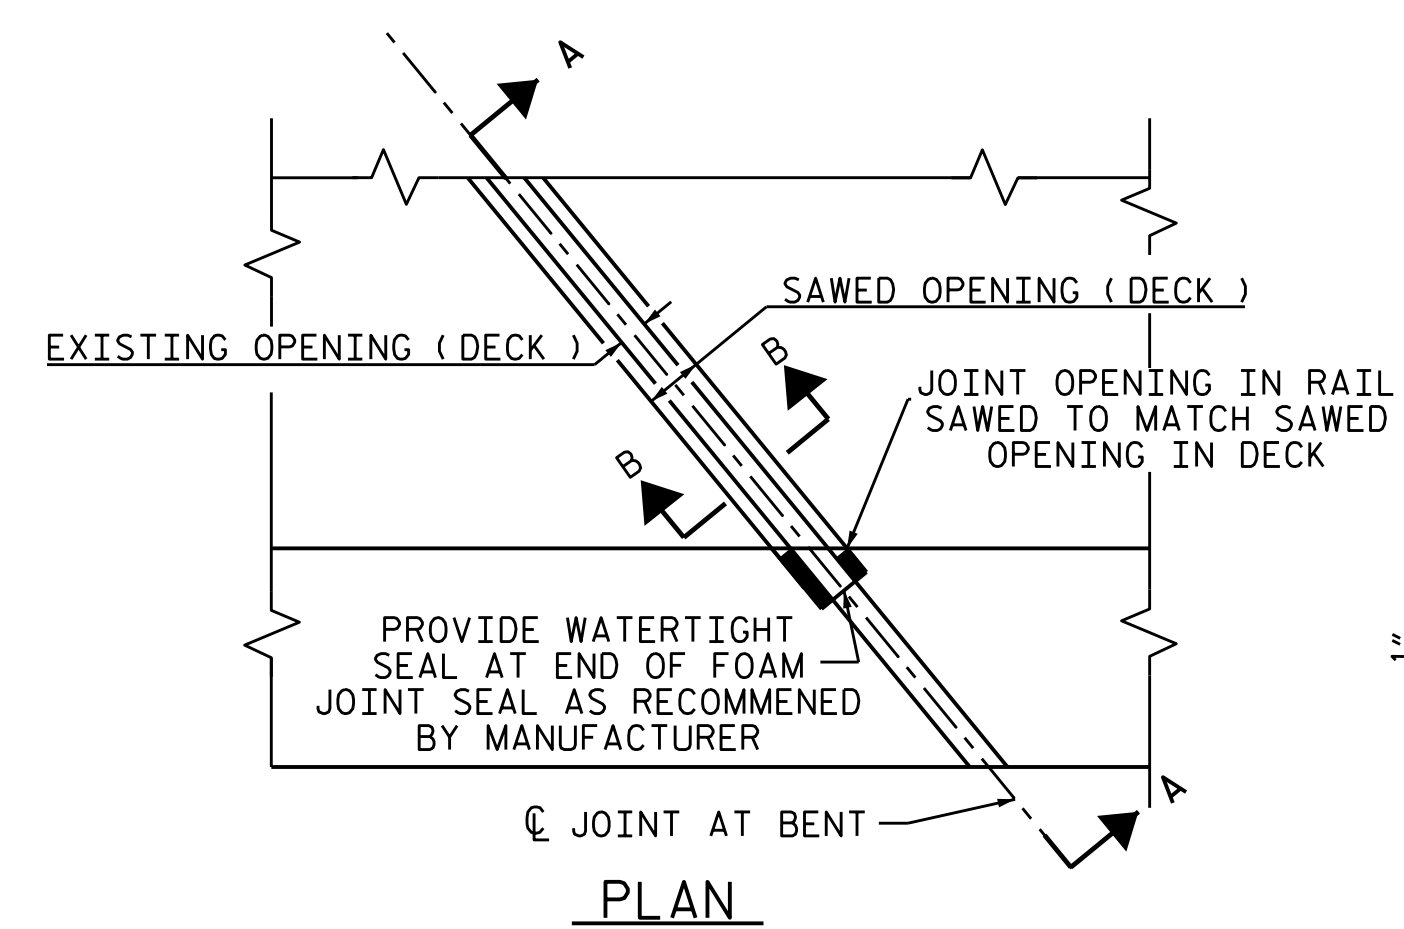 A
SAWED OPENING ( DECK )
EXISTING OPENING ( DECK )
B
JOINT OPENING IN RAIL
SAWED TO MATCH SAWED
OPENING IN DECK
B
PROVIDE WATERTIGHT
SEAL AT END OF FOAM
JOINT SEAL AS RECOMMENED
BY MANUFACTURER
1"
A
℄ JOINT AT BENT
PLAN